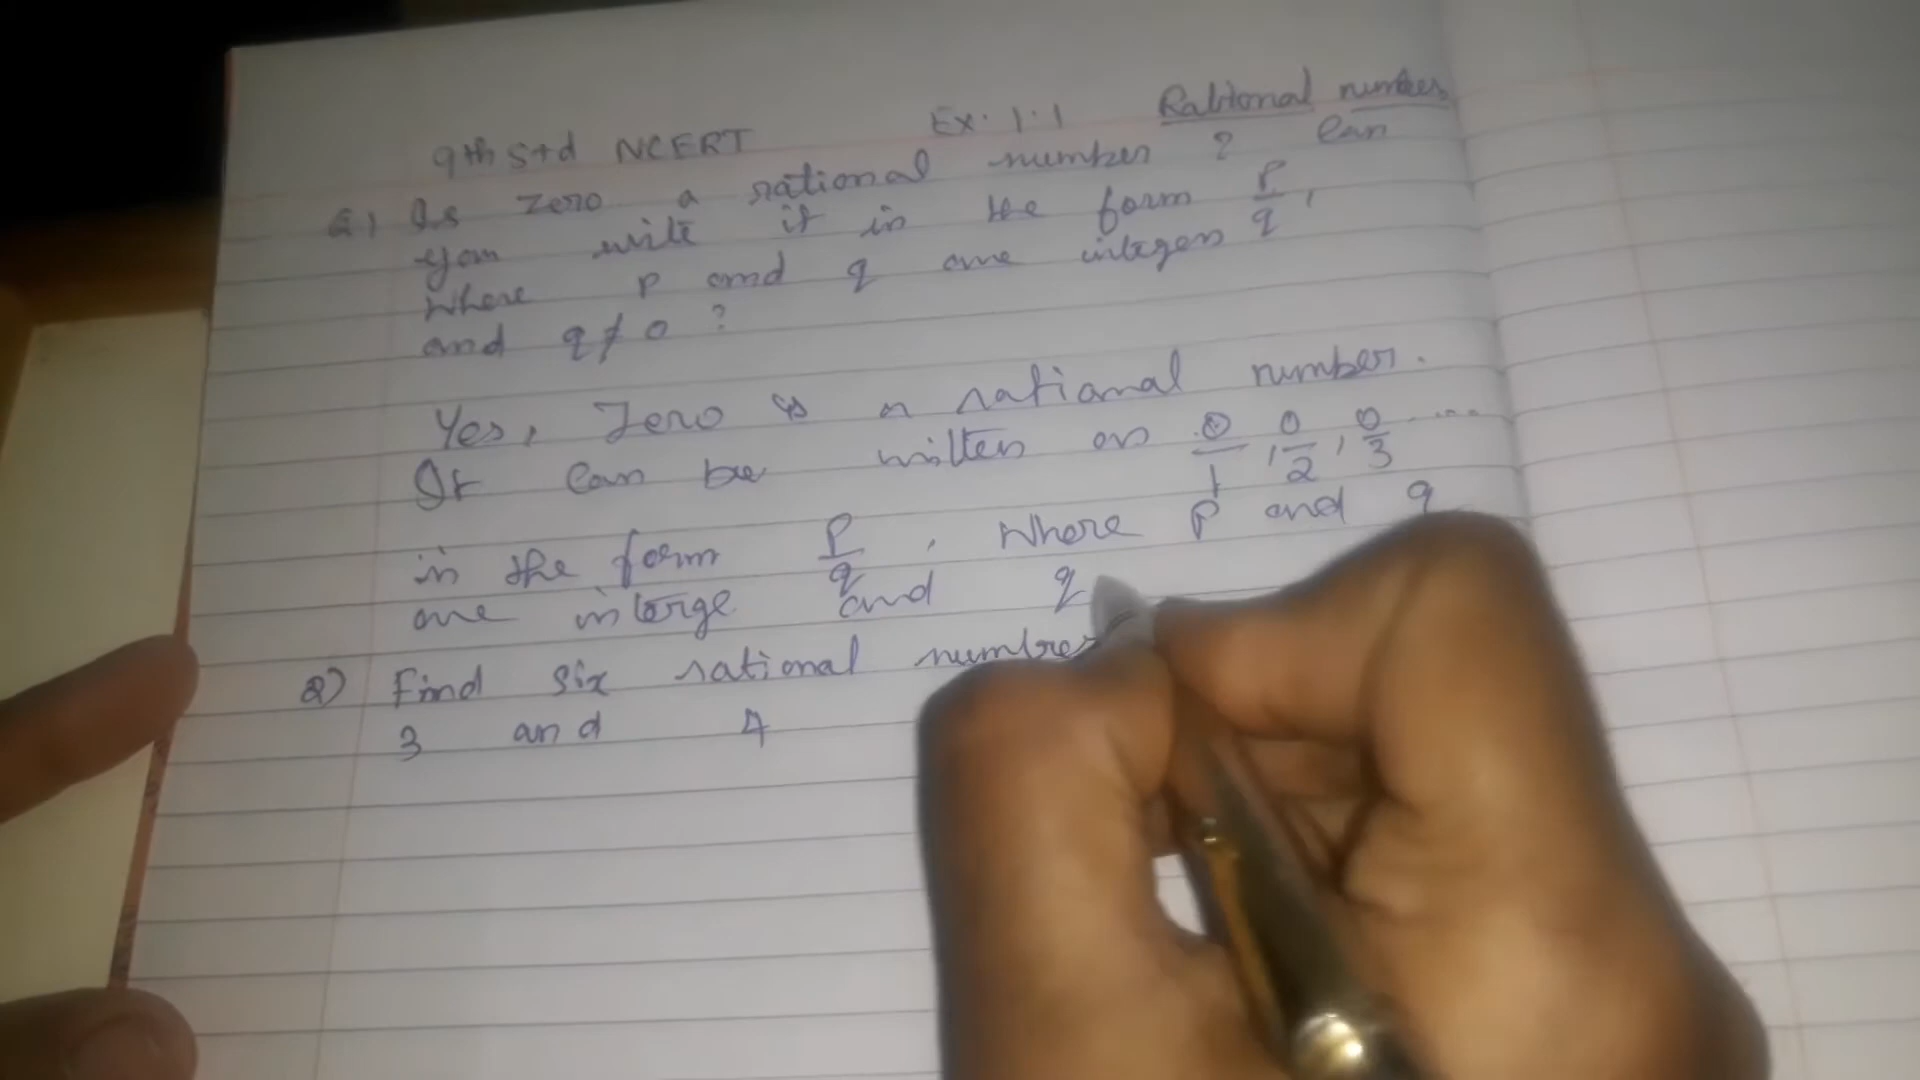 9th Std NCERT Ex. 1.1 Rational numbers
Q1) Is zero a rational number ? Can
you write it in the form P/q,
where P and q are integers
and q ≠ 0 ?
Yes, Zero is a rational number.
It can be written as 0/1, 0/2, 0/3 ....
in the form P/q, where P and q
are interge and q
2) Find six rational
3 and 4